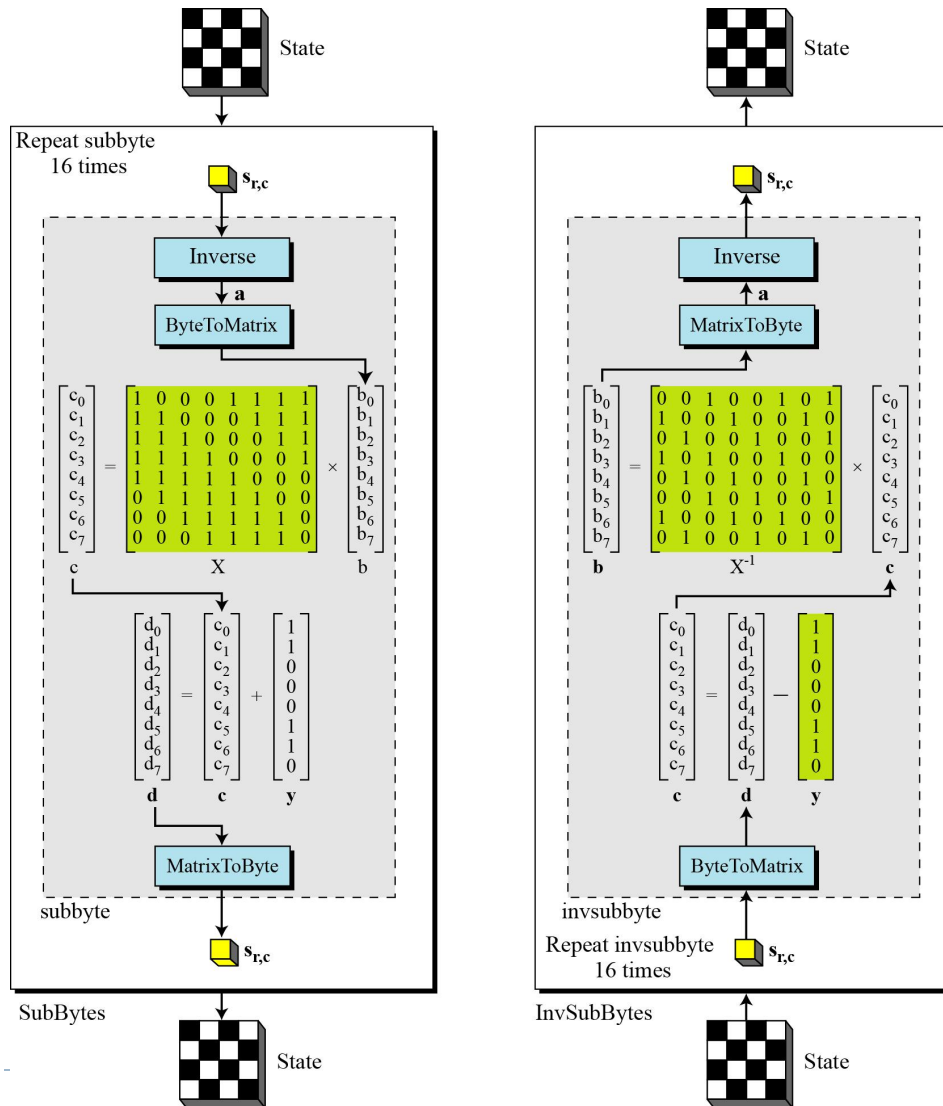 State
Repeat subbyte
16 times
s_r,c
Inverse
a
ByteToMatrix
c0 1 0 0 0 1 1 1 1 b0
c1 1 1 0 0 0 1 1 1 b1
c2 1 1 1 0 0 0 1 1 b2
c3 = 1 1 1 1 0 0 0 1 × b3
c4 1 1 1 1 1 0 0 0 b4
c5 0 1 1 1 1 1 0 0 b5
c6 0 0 1 1 1 1 1 0 b6
c7 0 0 0 1 1 1 1 0 b7
c X b
d0 c0 1
d1 c1 1
d2 c2 0
d3 = c3 + 0
d4 c4 0
d5 c5 1
d6 c6 1
d7 c7 0
d c y
MatrixToByte
subbyte
s_r,c
SubBytes
State
State
s_r,c
Inverse
a
MatrixToByte
b0 0 0 1 0 0 1 0 1 c0
b1 1 0 0 1 0 0 1 0 c1
b2 0 1 0 0 1 0 0 1 c2
b3 = 1 0 1 0 0 1 0 0 × c3
b4 0 1 0 1 0 0 1 0 c4
b5 0 0 1 0 1 0 0 1 c5
b6 1 0 0 1 0 1 0 0 c6
b7 0 1 0 0 1 0 1 0 c7
b X-1 c
c0 d0 1
c1 d1 1
c2 d2 0
c3 = d3 − 0
c4 d4 0
c5 d5 1
c6 d6 1
c7 d7 0
c d y
ByteToMatrix
invsubbyte
Repeat invsubbyte
16 times
s_r,c
InvSubBytes
State